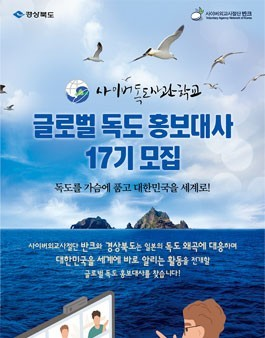 경상북도
사이버외교사절단 반크
Voluntary Agency Network of Korea
사이버독도사관학교
글로벌 독도 홍보대사
17기 모집
독도를 가슴에 품고 대한민국을 세계로!
사이버외교사절단 반크와 경상북도는 일본의 독도 왜곡에 대응하며
대한민국을 세계에 바로 알리는 활동을 전개할
글로벌 독도 홍보대사를 찾습니다!